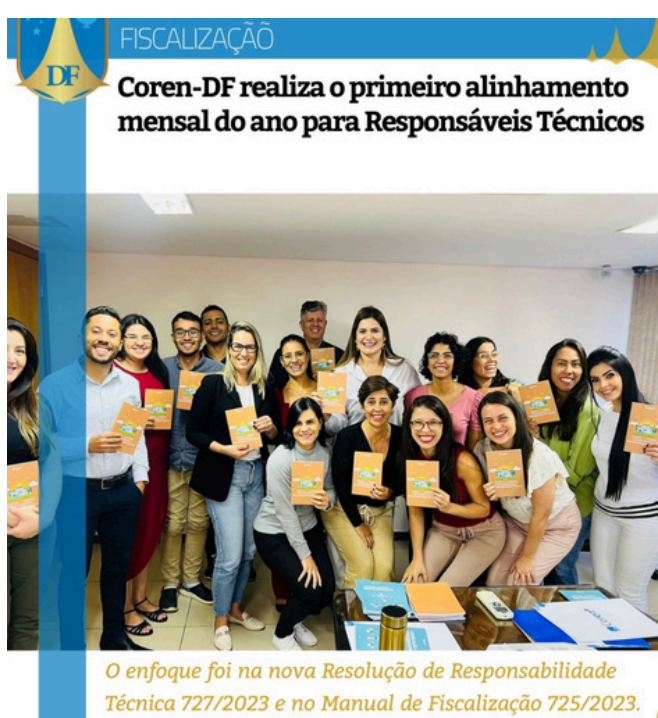 FISCALIZAÇÃO
DF
Coren-DF realiza o primeiro alinhamento
mensal do ano para Responsáveis Técnicos
O enfoque foi na nova Resolução de Responsabilidade
Técnica 727/2023 e no Manual de Fiscalização 725/2023.